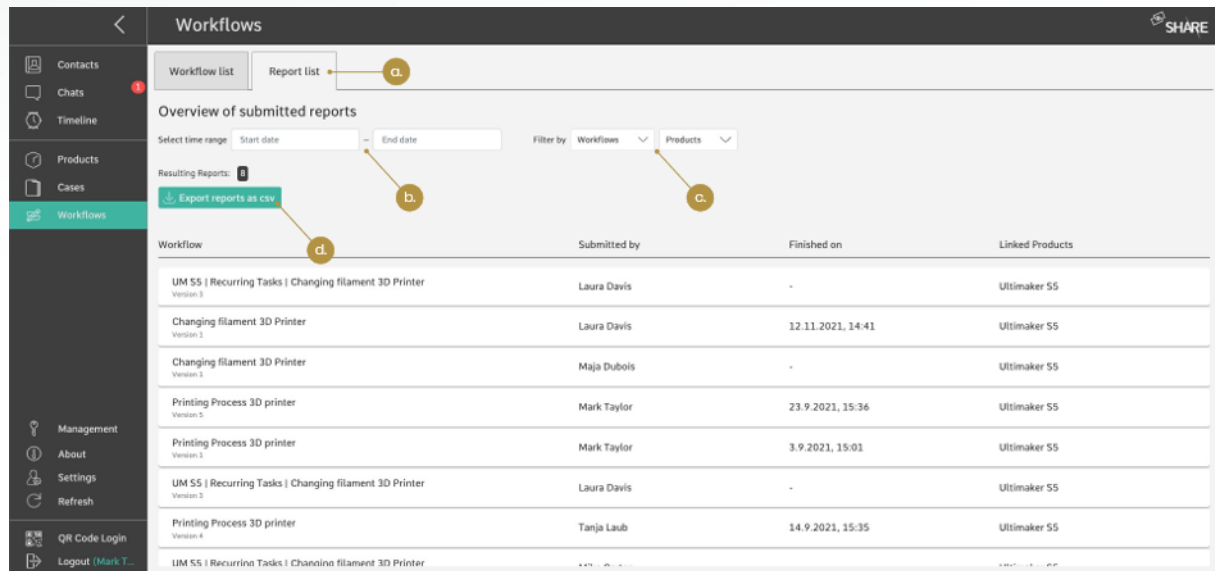 Workflows
SHARE
Contacts
Chats
1
Timeline
Products
Cases
Workflows
Management
About
Settings
Refresh
QR Code Login
Logout (Mark T...
Workflow list
Report list
a.
Overview of submitted reports
Select time range Start date – End date Filter by Workflows Products
b.
c.
Resulting Reports: 8
Export reports as csv
d.
Workflow Submitted by Finished on Linked Products
UM S5 | Recurring Tasks | Changing filament 3D Printer Laura Davis - Ultimaker S5
Version 3
Changing filament 3D Printer Laura Davis 12.11.2021, 14:41 Ultimaker S5
Version 1
Changing filament 3D Printer Maja Dubois - Ultimaker S5
Version 1
Printing Process 3D printer Mark Taylor 23.9.2021, 15:36 Ultimaker S5
Version 5
Printing Process 3D printer Mark Taylor 3.9.2021, 15:01 Ultimaker S5
Version 1
UM S5 | Recurring Tasks | Changing filament 3D Printer Laura Davis - Ultimaker S5
Version 3
Printing Process 3D printer Tanja Laub 14.9.2021, 15:35 Ultimaker S5
Version 4
UM S5 | Recurring Tasks | Changing filament 3D Printer